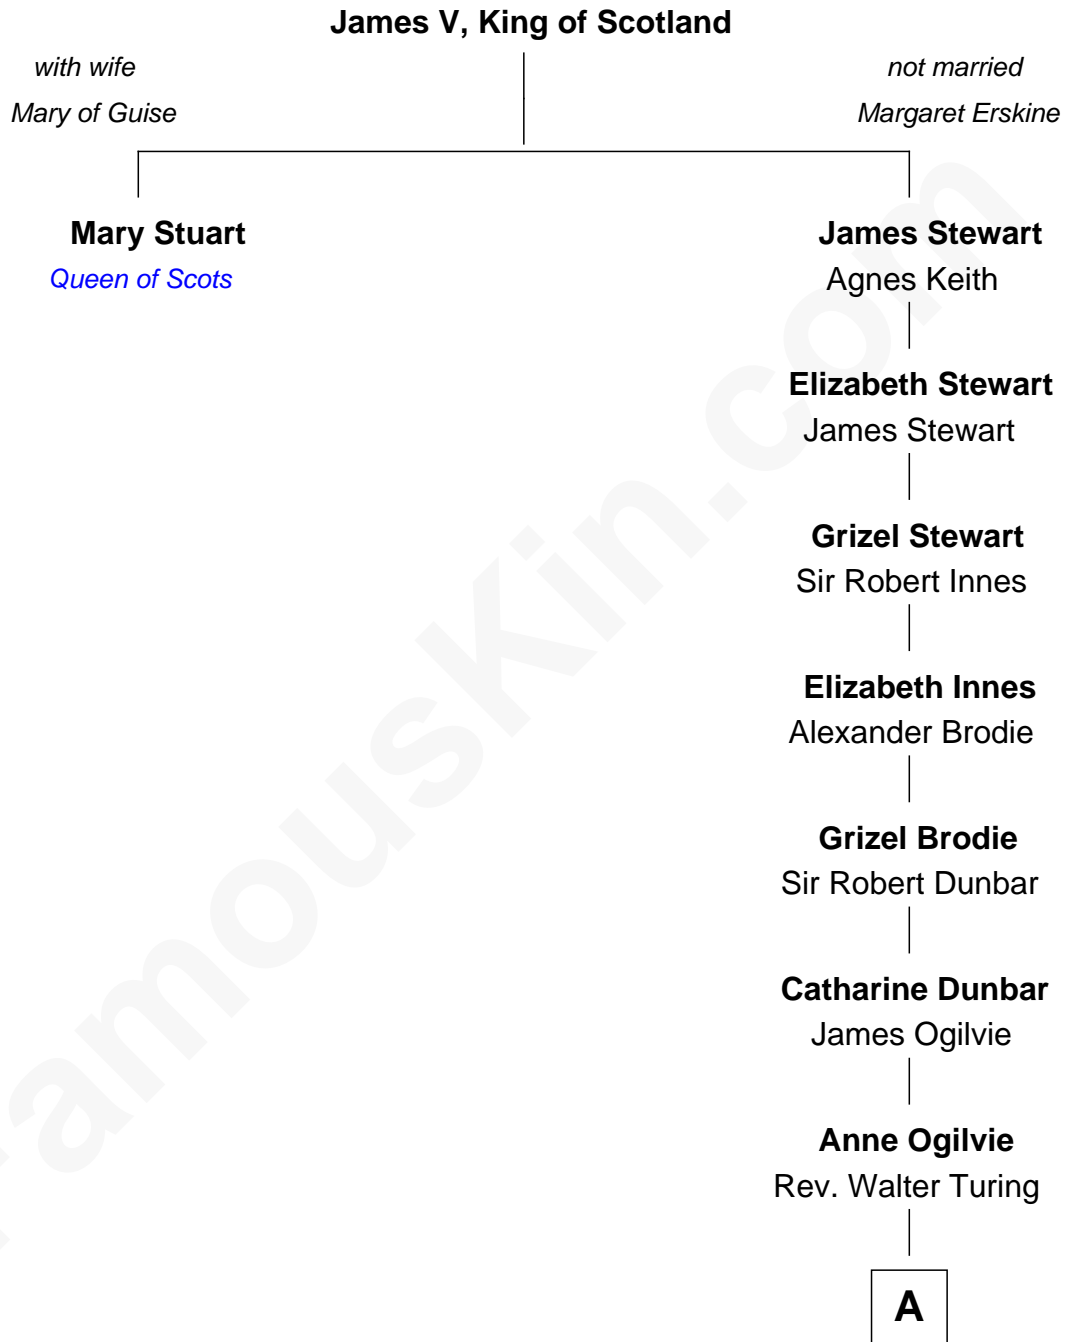 James V, King of Scotland
with wife
not married
Mary of Guise
Margaret Erskine
Mary Stuart
James Stewart
Queen of Scots
Agnes Keith
Elizabeth Stewart
James Stewart
Grizel Stewart
Sir Robert Innes
Elizabeth Innes
Alexander Brodie
Grizel Brodie
Sir Robert Dunbar
Catharine Dunbar
James Ogilvie
Anne Ogilvie
Rev. Walter Turing
A
FamousKin.com